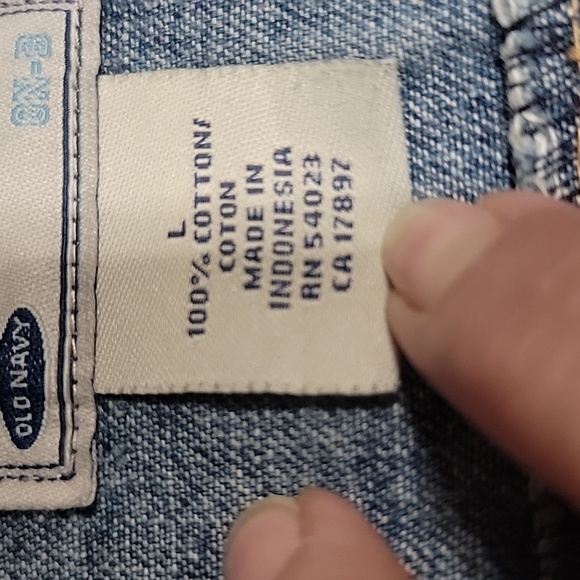 L
100% COTTON/
COTON
MADE IN
INDONESIA
RN 54023
CA 17897
OLD NAVY